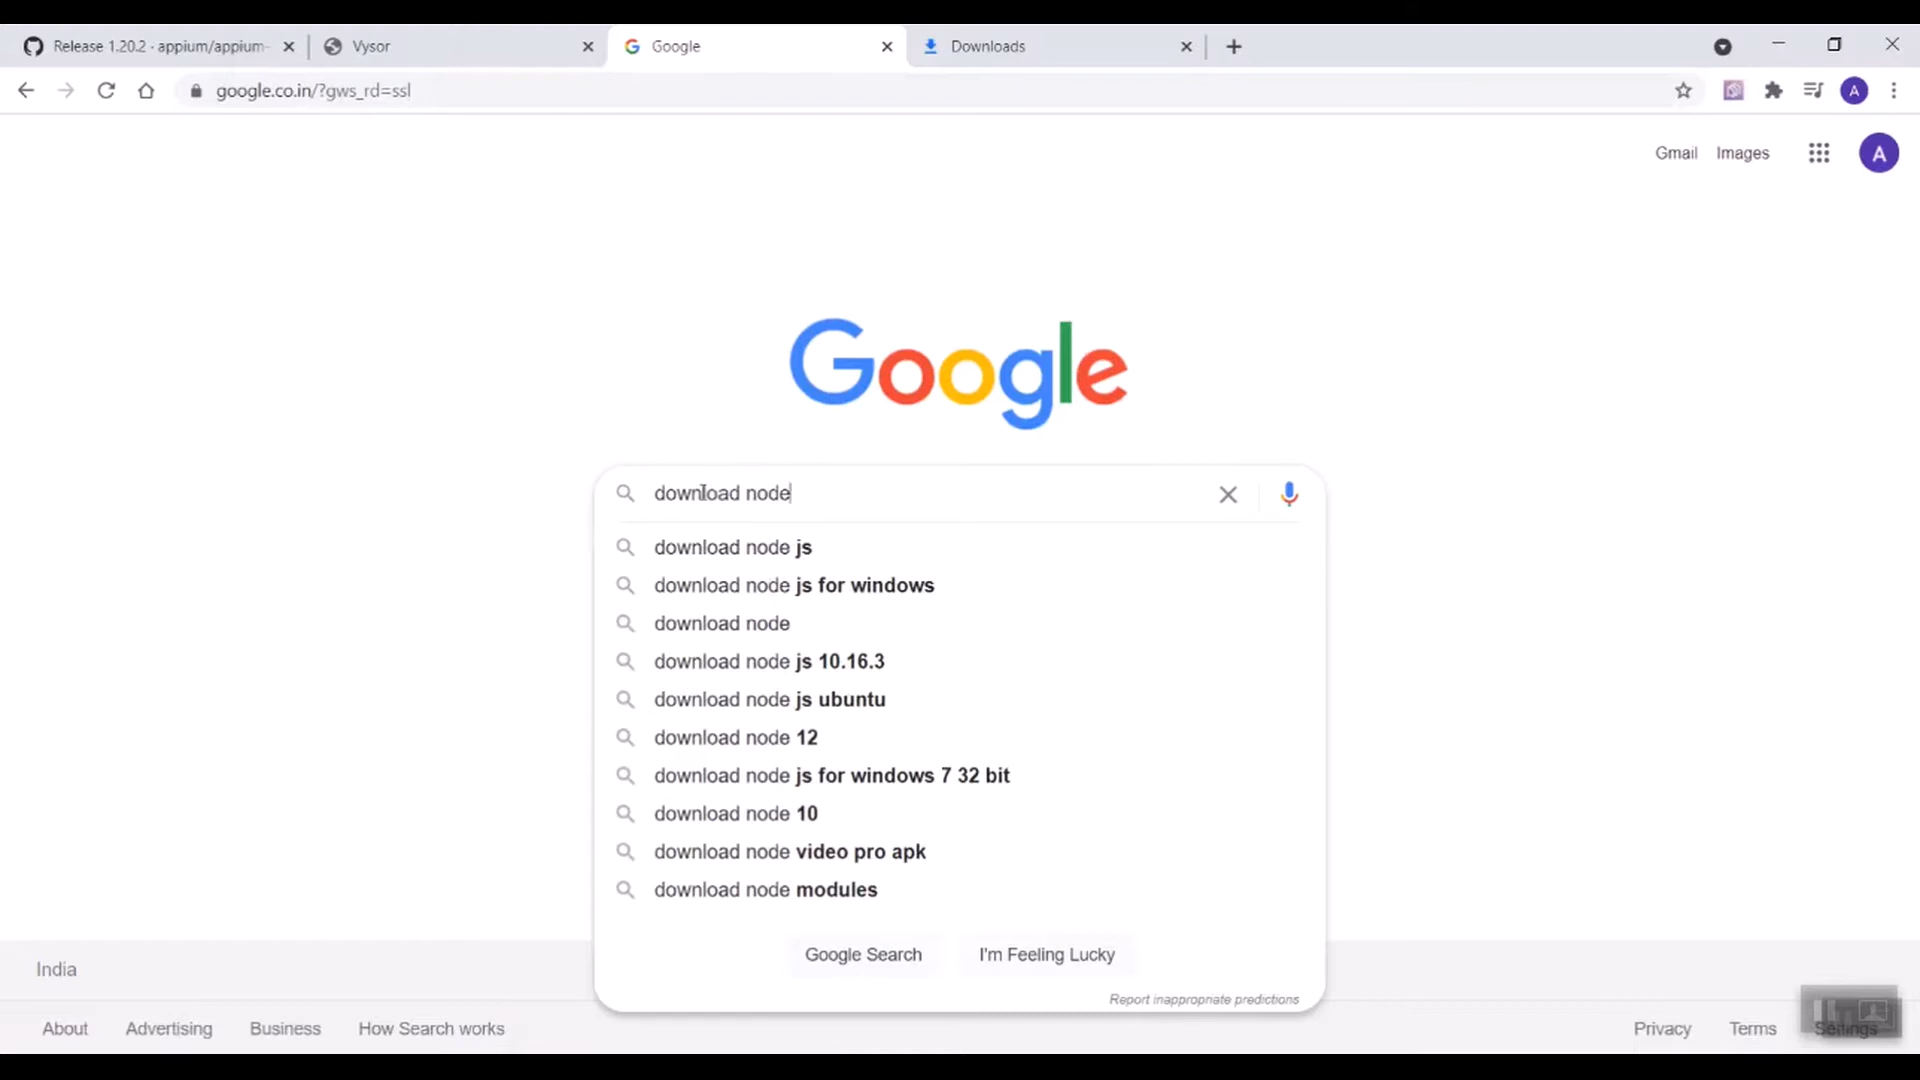 Release 1.20.2 · appium/appium-
Vysor
Google
Downloads
google.co.in/?gws_rd=ssl
A
Gmail
Images
A
Google
download node
download node js
download node js for windows
download node
download node js 10.16.3
download node js ubuntu
download node 12
download node js for windows 7 32 bit
download node 10
download node video pro apk
download node modules
Google Search
I'm Feeling Lucky
Report inappropriate predictions
India
About
Advertising
Business
How Search works
Privacy
Terms
Settings